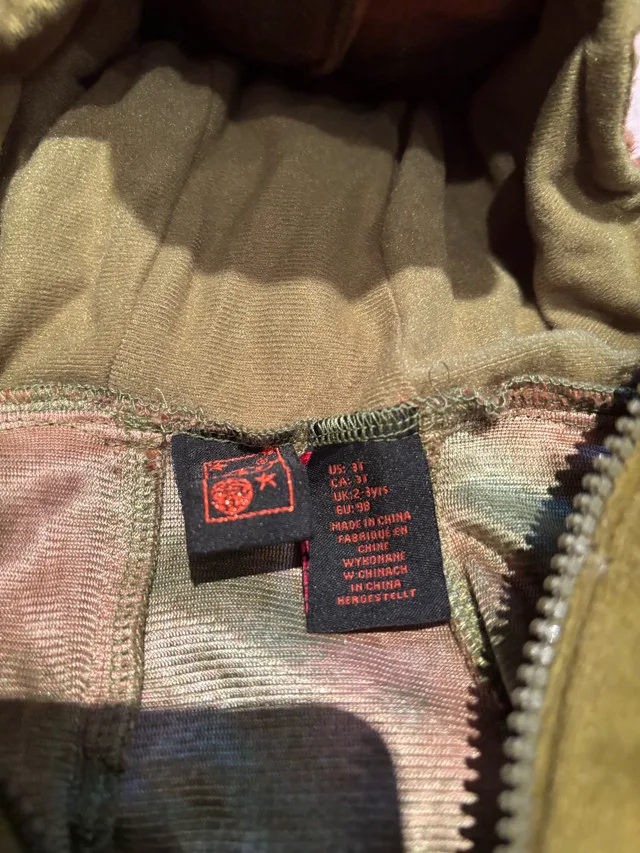 US: 3T
CA: 3T
UK: 2-3yrs
EU: 98
MADE IN CHINA
FABRIQUÉ EN
CHINE
WYKONANE
W CHINACH
IN CHINA
HERGESTELLT